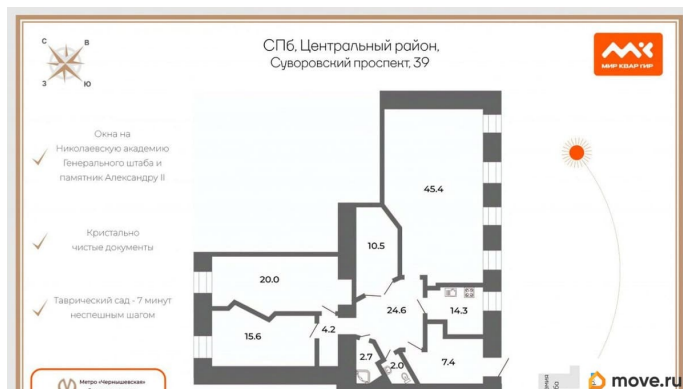 С В
З Ю
СПб, Центральный район,
Суворовский проспект, 39
МИР КВАРТИР
Окна на
Николаевскую академию
Генерального штаба и
памятник Александру II
Кристально
чистые документы
Таврический сад - 7 минут
неспешным шагом
Метро «Чернышевская»
45.4
10.5
20.0
24.6
14.3
15.6
4.2
2.7
2.0
7.4
move.ru